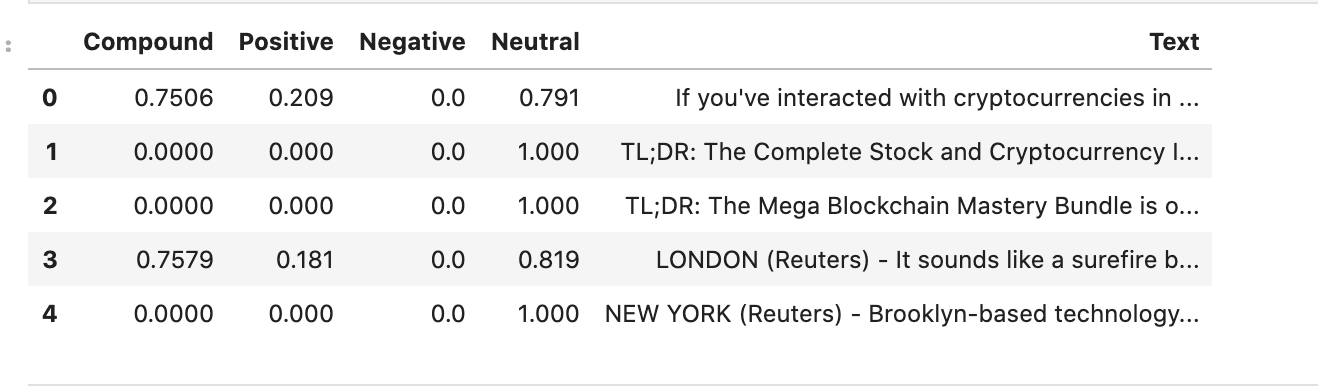 :
Compound Positive Negative Neutral Text
0 0.7506 0.209 0.0 0.791 If you've interacted with cryptocurrencies in ...
1 0.0000 0.000 0.0 1.000 TL;DR: The Complete Stock and Cryptocurrency I...
2 0.0000 0.000 0.0 1.000 TL;DR: The Mega Blockchain Mastery Bundle is o...
3 0.7579 0.181 0.0 0.819 LONDON (Reuters) - It sounds like a surefire b...
4 0.0000 0.000 0.0 1.000 NEW YORK (Reuters) - Brooklyn-based technology...